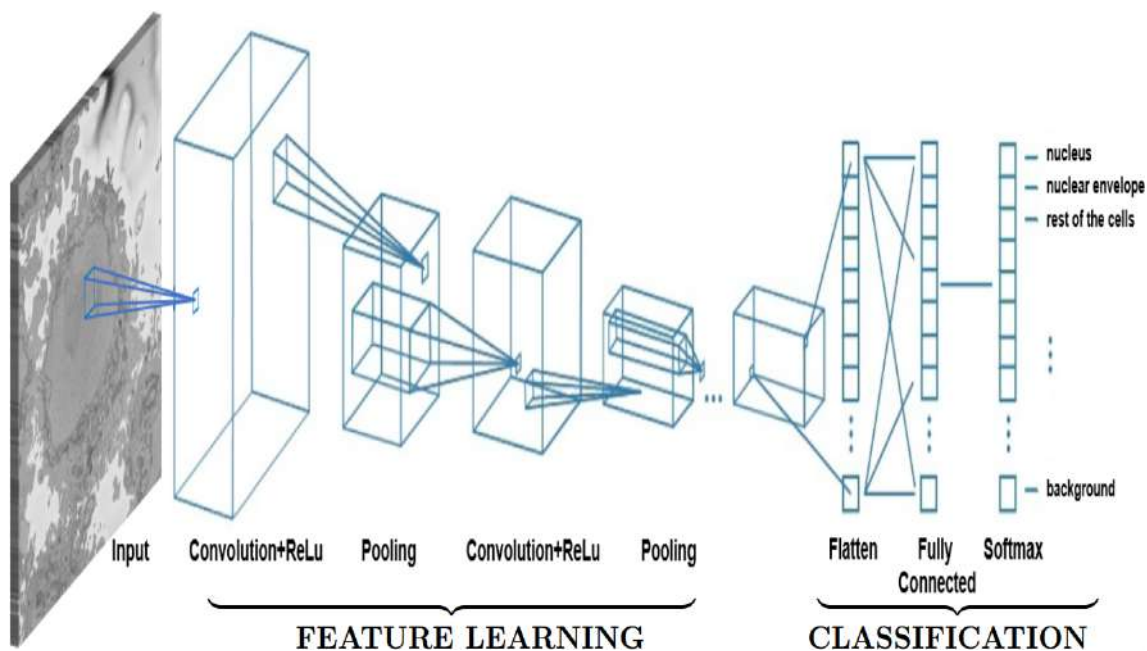 nucleus
nuclear envelope
rest of the cells
background
Input
Convolution+ReLu
Pooling
Convolution+ReLu
Pooling
Flatten
Fully
Connected
Softmax
FEATURE LEARNING
CLASSIFICATION